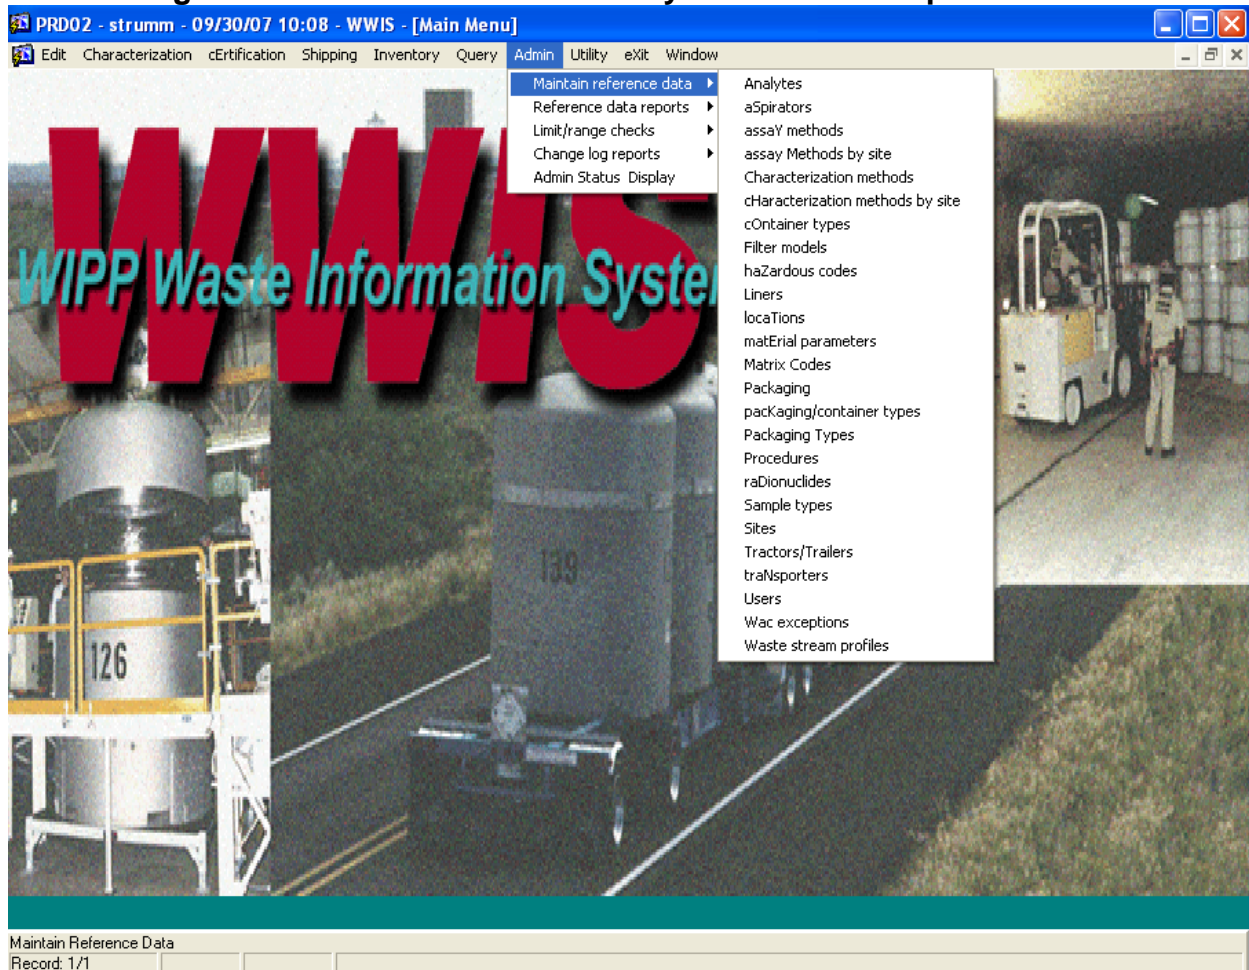 PRD02 - strumm - 09/30/07 10:08 - WWIS - [Main Menu]
Edit Characterization cErtification Shipping Inventory Query Admin Utility eXit Window
Maintain reference data
Reference data reports
Limit/range checks
Change log reports
Admin Status Display
Analytes
aSpirators
assaY methods
assay Methods by site
Characterization methods
cHaracterization methods by site
cOntainer types
Filter models
haZardous codes
Liners
locaTions
matErial parameters
Matrix Codes
Packaging
pacKaging/container types
Packaging Types
Procedures
raDionuclides
Sample types
Sites
Tractors/Trailers
traNsporters
Users
Wac exceptions
Waste stream profiles
WWIS
WIPP Waste Information System
139
126
Maintain Reference Data
Record: 1/1